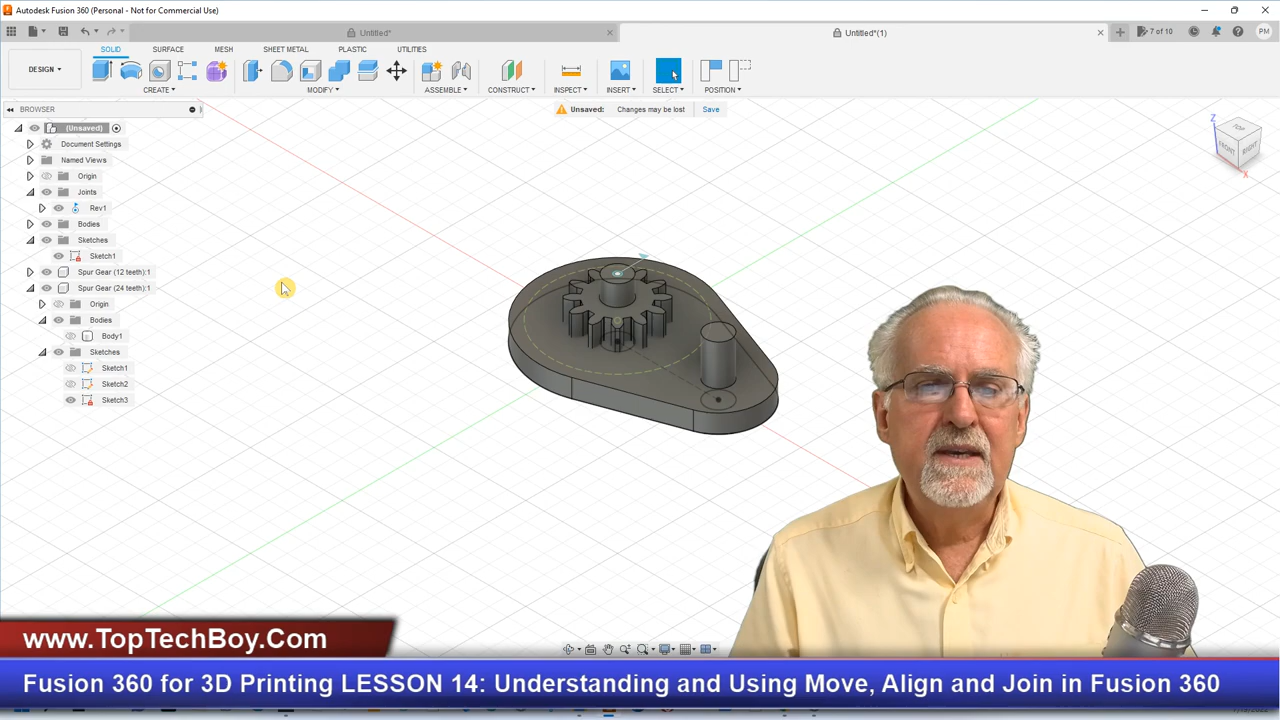 Autodesk Fusion 360 (Personal - Not for Commercial Use)
Untitled*
Untitled*(1)
7 of 10
PM
SOLID
SURFACE
MESH
SHEET METAL
PLASTIC
UTILITIES
DESIGN
CREATE
MODIFY
ASSEMBLE
CONSTRUCT
INSPECT
INSERT
SELECT
POSITION
BROWSER
Unsaved: Changes may be lost Save
(Unsaved)
Document Settings
Named Views
Origin
Joints
Rev1
Bodies
Sketches
Sketch1
Spur Gear (12 teeth):1
Spur Gear (24 teeth):1
Origin
Bodies
Body1
Sketches
Sketch1
Sketch2
Sketch3
Z
TOP
FRONT
RIGHT
X
www.TopTechBoy.Com
Fusion 360 for 3D Printing LESSON 14: Understanding and Using Move, Align and Join in Fusion 360